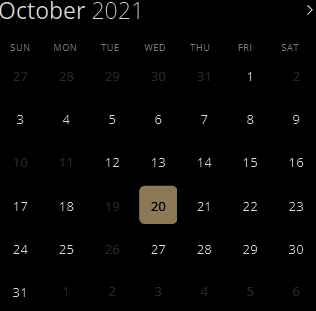 October 2021 >
SUN MON TUE WED THU FRI SAT
27 28 29 30 31 1 2
3 4 5 6 7 8 9
10 11 12 13 14 15 16
17 18 19 20 21 22 23
24 25 26 27 28 29 30
31 1 2 3 4 5 6